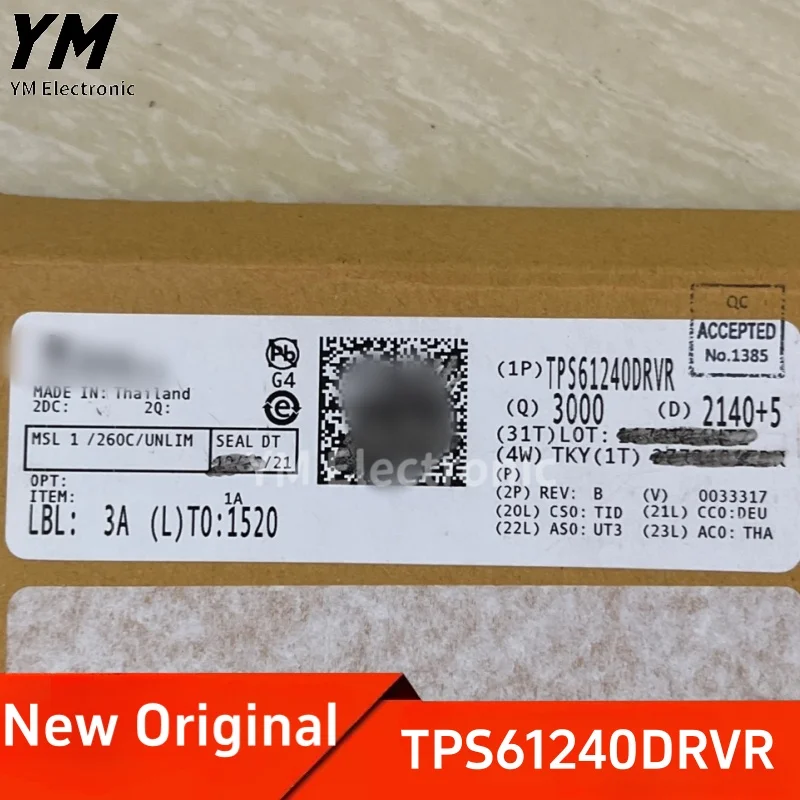 YM
YM Electronic
QC
ACCEPTED
No.1385
Pb
G4
e
MADE IN: Thailand
2DC: 2Q:
MSL 1 /260C/UNLIM SEAL DT
/21
OPT:
ITEM: 1A
LBL: 3A (L)TO:1520
(1P)TPS61240DRVR
(Q) 3000 (D) 2140+5
(31T)LOT:
(4W) TKY(1T)
(P)
(2P) REV: B (V) 0033317
(20L) CSO: TID (21L) CCO:DEU
(22L) ASO: UT3 (23L) ACO: THA
YM Electronic
New Original
TPS61240DRVR